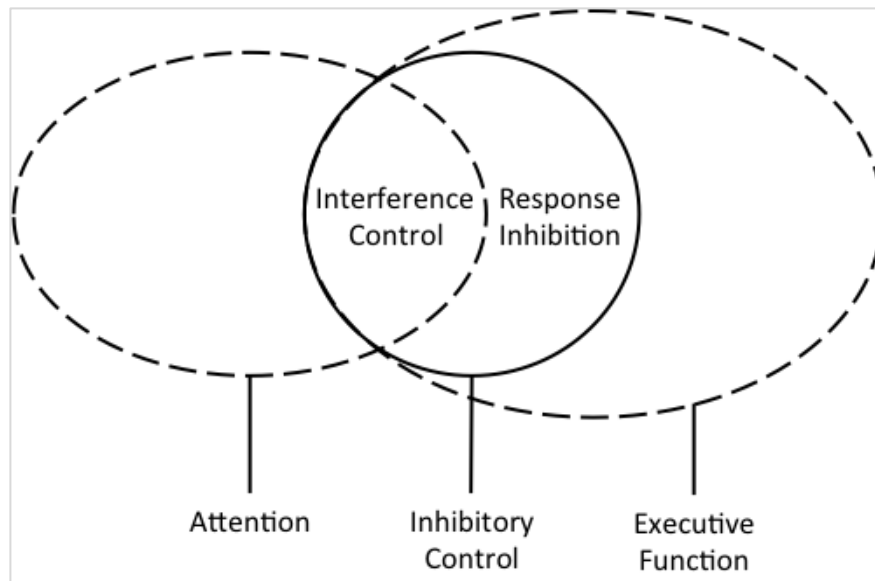 Interference
Control
Response
Inhibition
Attention
Inhibitory
Control
Executive
Function